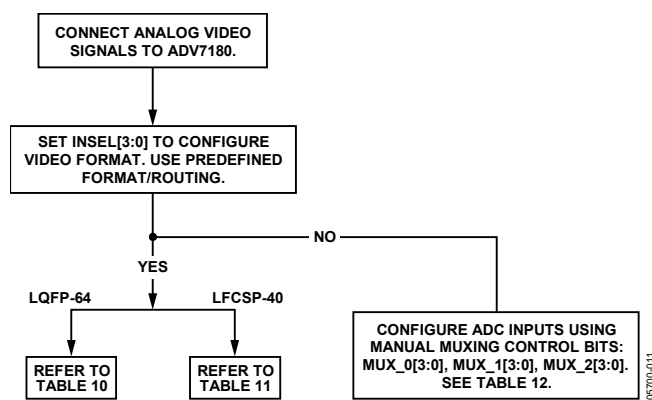 CONNECT ANALOG VIDEO
SIGNALS TO ADV7180.
SET INSEL[3:0] TO CONFIGURE
VIDEO FORMAT. USE PREDEFINED
FORMAT/ROUTING.
NO
YES
LQFP-64
LFCSP-40
REFER TO
TABLE 10
REFER TO
TABLE 11
CONFIGURE ADC INPUTS USING
MANUAL MUXING CONTROL BITS:
MUX_0[3:0], MUX_1[3:0], MUX_2[3:0].
SEE TABLE 12.
05700-011